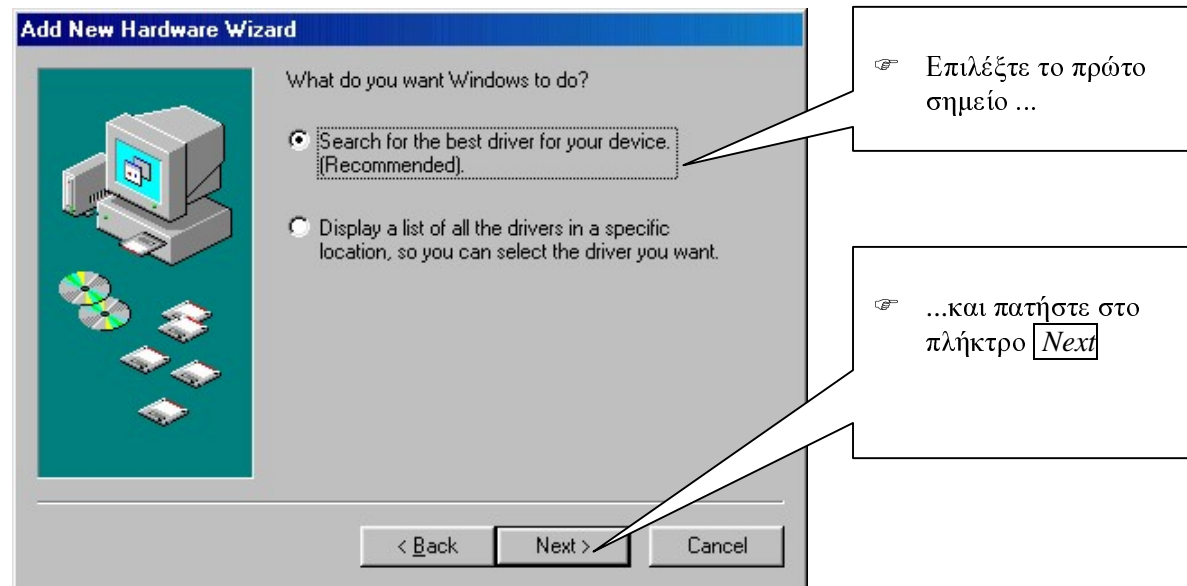 Add New Hardware Wizard
What do you want Windows to do?
Search for the best driver for your device.
(Recommended).
Display a list of all the drivers in a specific
location, so you can select the driver you want.
< Back
Next >
Cancel
☞ Επιλέξτε το πρώτο
σημείο ...
☞ ...και πατήστε στο
πλήκτρο Next